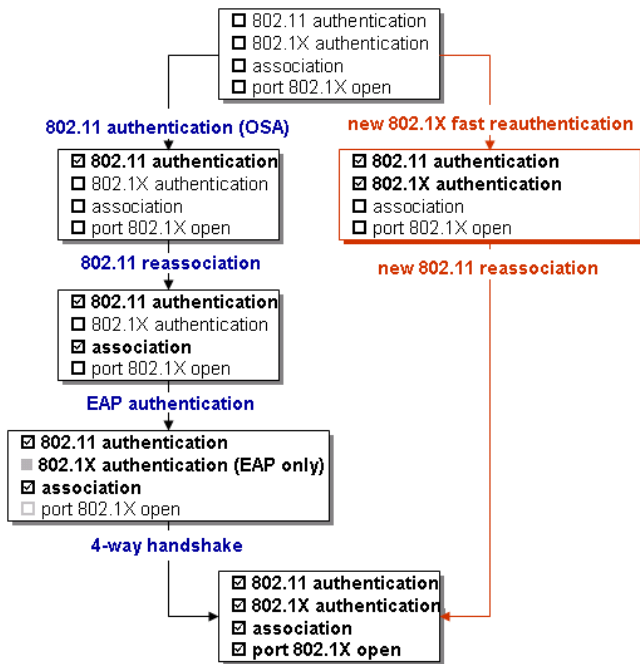 802.11 authentication
802.1X authentication
association
port 802.1X open
802.11 authentication (OSA)
new 802.1X fast reauthentication
802.11 authentication
802.1X authentication
association
port 802.1X open
802.11 authentication
802.1X authentication
association
port 802.1X open
802.11 reassociation
new 802.11 reassociation
802.11 authentication
802.1X authentication
association
port 802.1X open
EAP authentication
802.11 authentication
802.1X authentication (EAP only)
association
port 802.1X open
4-way handshake
802.11 authentication
802.1X authentication
association
port 802.1X open